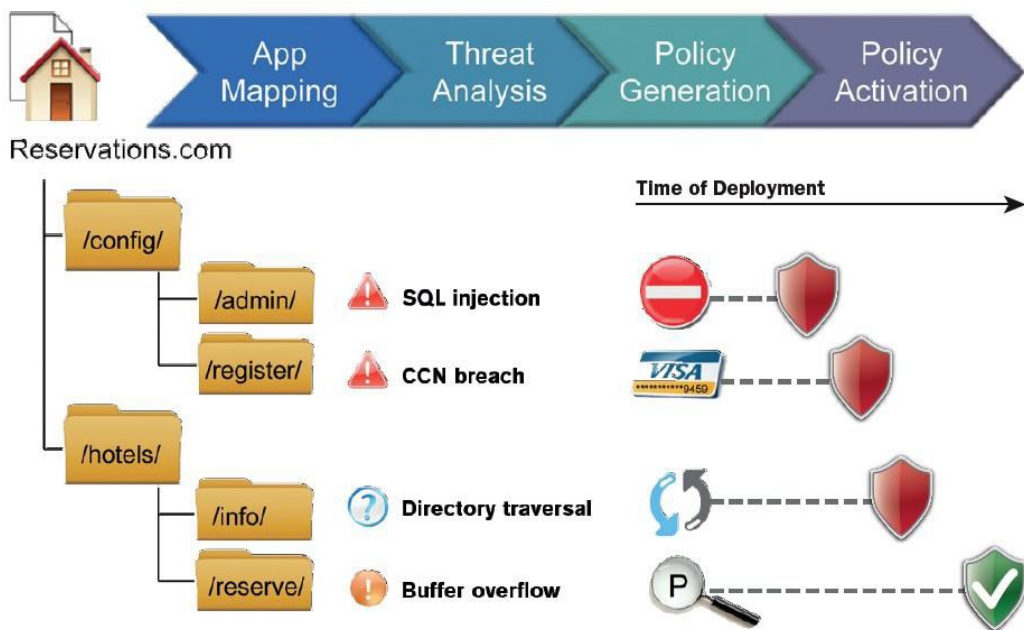 App Mapping
Threat Analysis
Policy Generation
Policy Activation
Reservations.com
Time of Deployment
/config/
/admin/
SQL injection
/register/
CCN breach
VISA
***********9459
/hotels/
/info/
Directory traversal
/reserve/
Buffer overflow
P